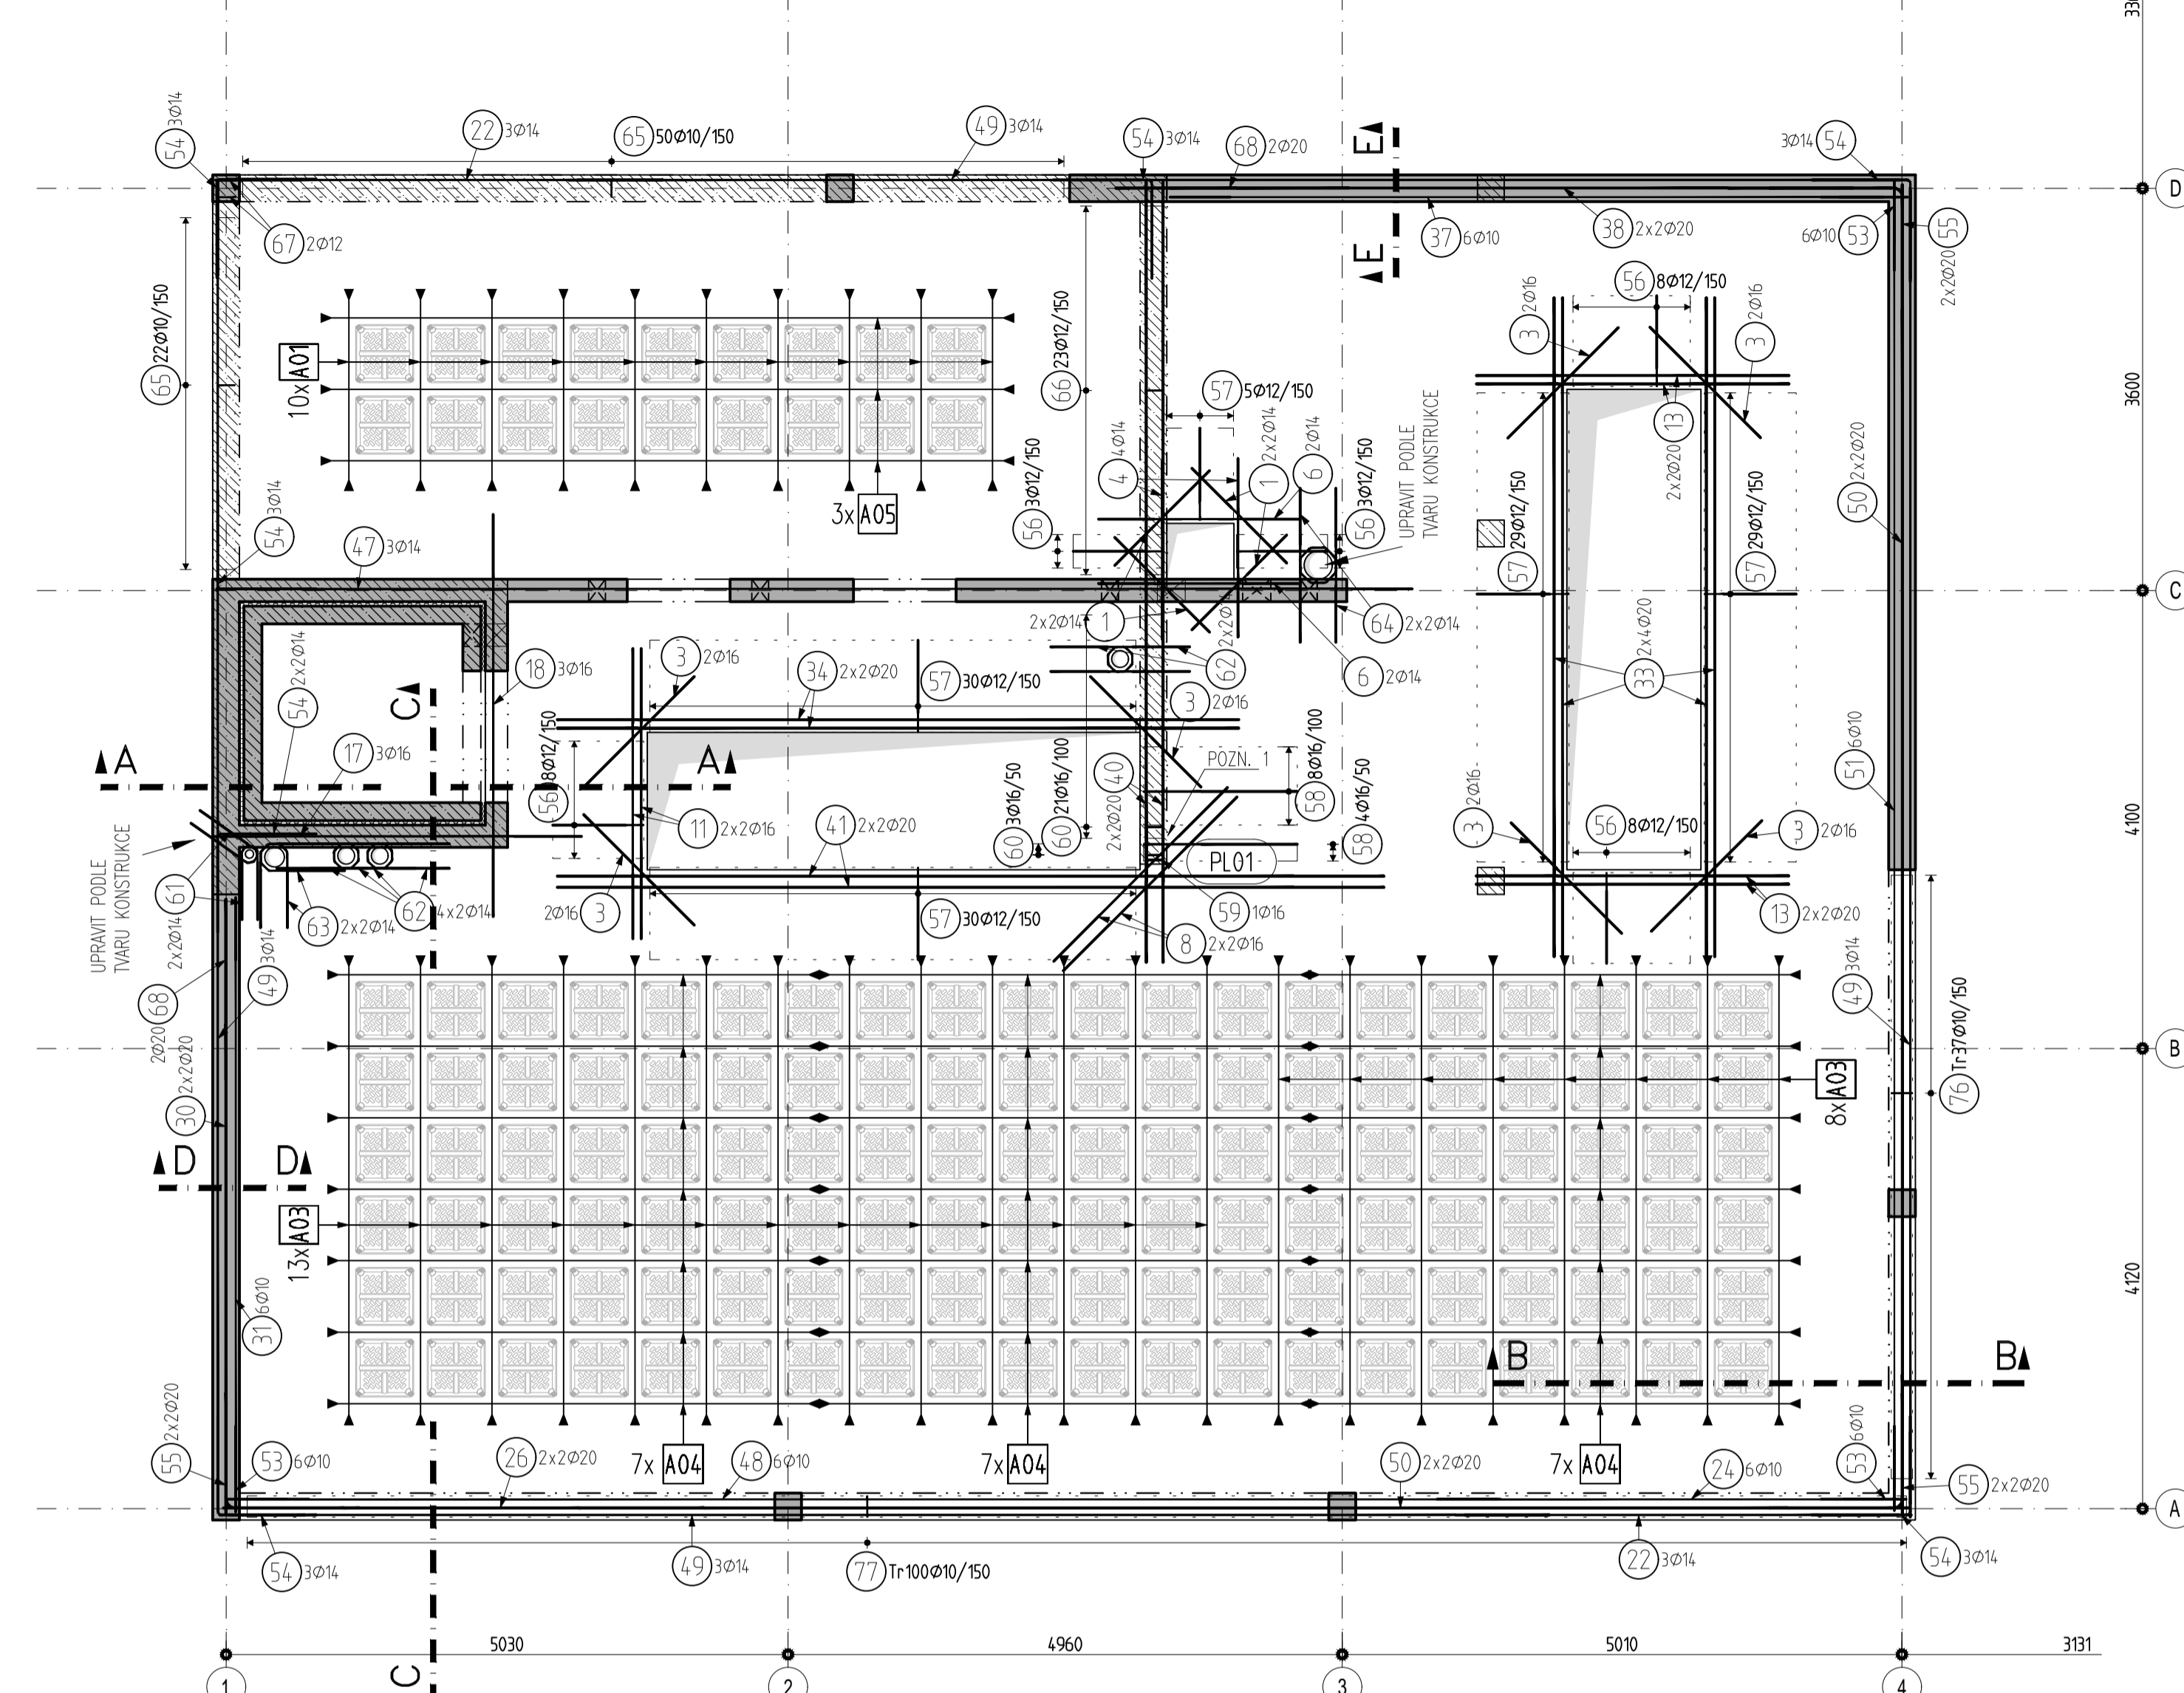 330
54 3Ø14
22 3Ø14
65 50Ø10/150
49 3Ø14
54 3Ø14
68 2Ø20
E
3Ø14 54
D
67 2Ø12
E
37 6Ø10
38 2x2Ø20
6Ø10 53
55 2x2Ø20
65 22Ø10/150
10x A01
3x A05
66 23Ø12/150
57 5Ø12/150
56 8Ø12/150
3 2Ø16
3 2Ø16
13 2x2Ø20
3600
4 4Ø14
1 2x2Ø14
6 2Ø14
56 3Ø12/150
56 3Ø12/150
UPRAVIT PODLE
TVARU KONSTRUKCE
57 29Ø12/150
57 29Ø12/150
50 2x2Ø20
54 3Ø14
47 3Ø14
C
2x2Ø14 1
62 2x2Ø14
64 2x2Ø14
6 2Ø14
33 2x4Ø20
54 2x2Ø14
18 3Ø16
3 2Ø16
34 2x2Ø20
57 30Ø12/150
3 2Ø16
C
17 3Ø16
A
A
POZN. 1
56 8Ø12/150
11 2x2Ø16
41 2x2Ø20
60 3Ø16/50
60 21Ø16/100
40 2x2Ø20
58 8Ø16/100
58 4Ø16/50
PL01
3 2Ø16
56 8Ø12/150
3 2Ø16
51 6Ø10
4100
UPRAVIT PODLE
TVARU KONSTRUKCE
61 2x2Ø14
63 2x2Ø14
62 4x2Ø14
2Ø16 3
57 30Ø12/150
59 1Ø16
8 2x2Ø16
13 2x2Ø20
68 2Ø20
49 3Ø14
49 3Ø14
76 Tr37Ø10/150
B
30 2x2Ø20
8x A03
D
D
13x A03
31 6Ø10
4120
B
B
55 2x2Ø20
53 6Ø10
26 2x2Ø20
7x A04
48 6Ø10
7x A04
50 2x2Ø20
7x A04
24 6Ø10
53 6Ø10
55 2x2Ø20
A
54 3Ø14
49 3Ø14
77 Tr100Ø10/150
22 3Ø14
54 3Ø14
C
5030
4960
5010
3131
1
2
3
4